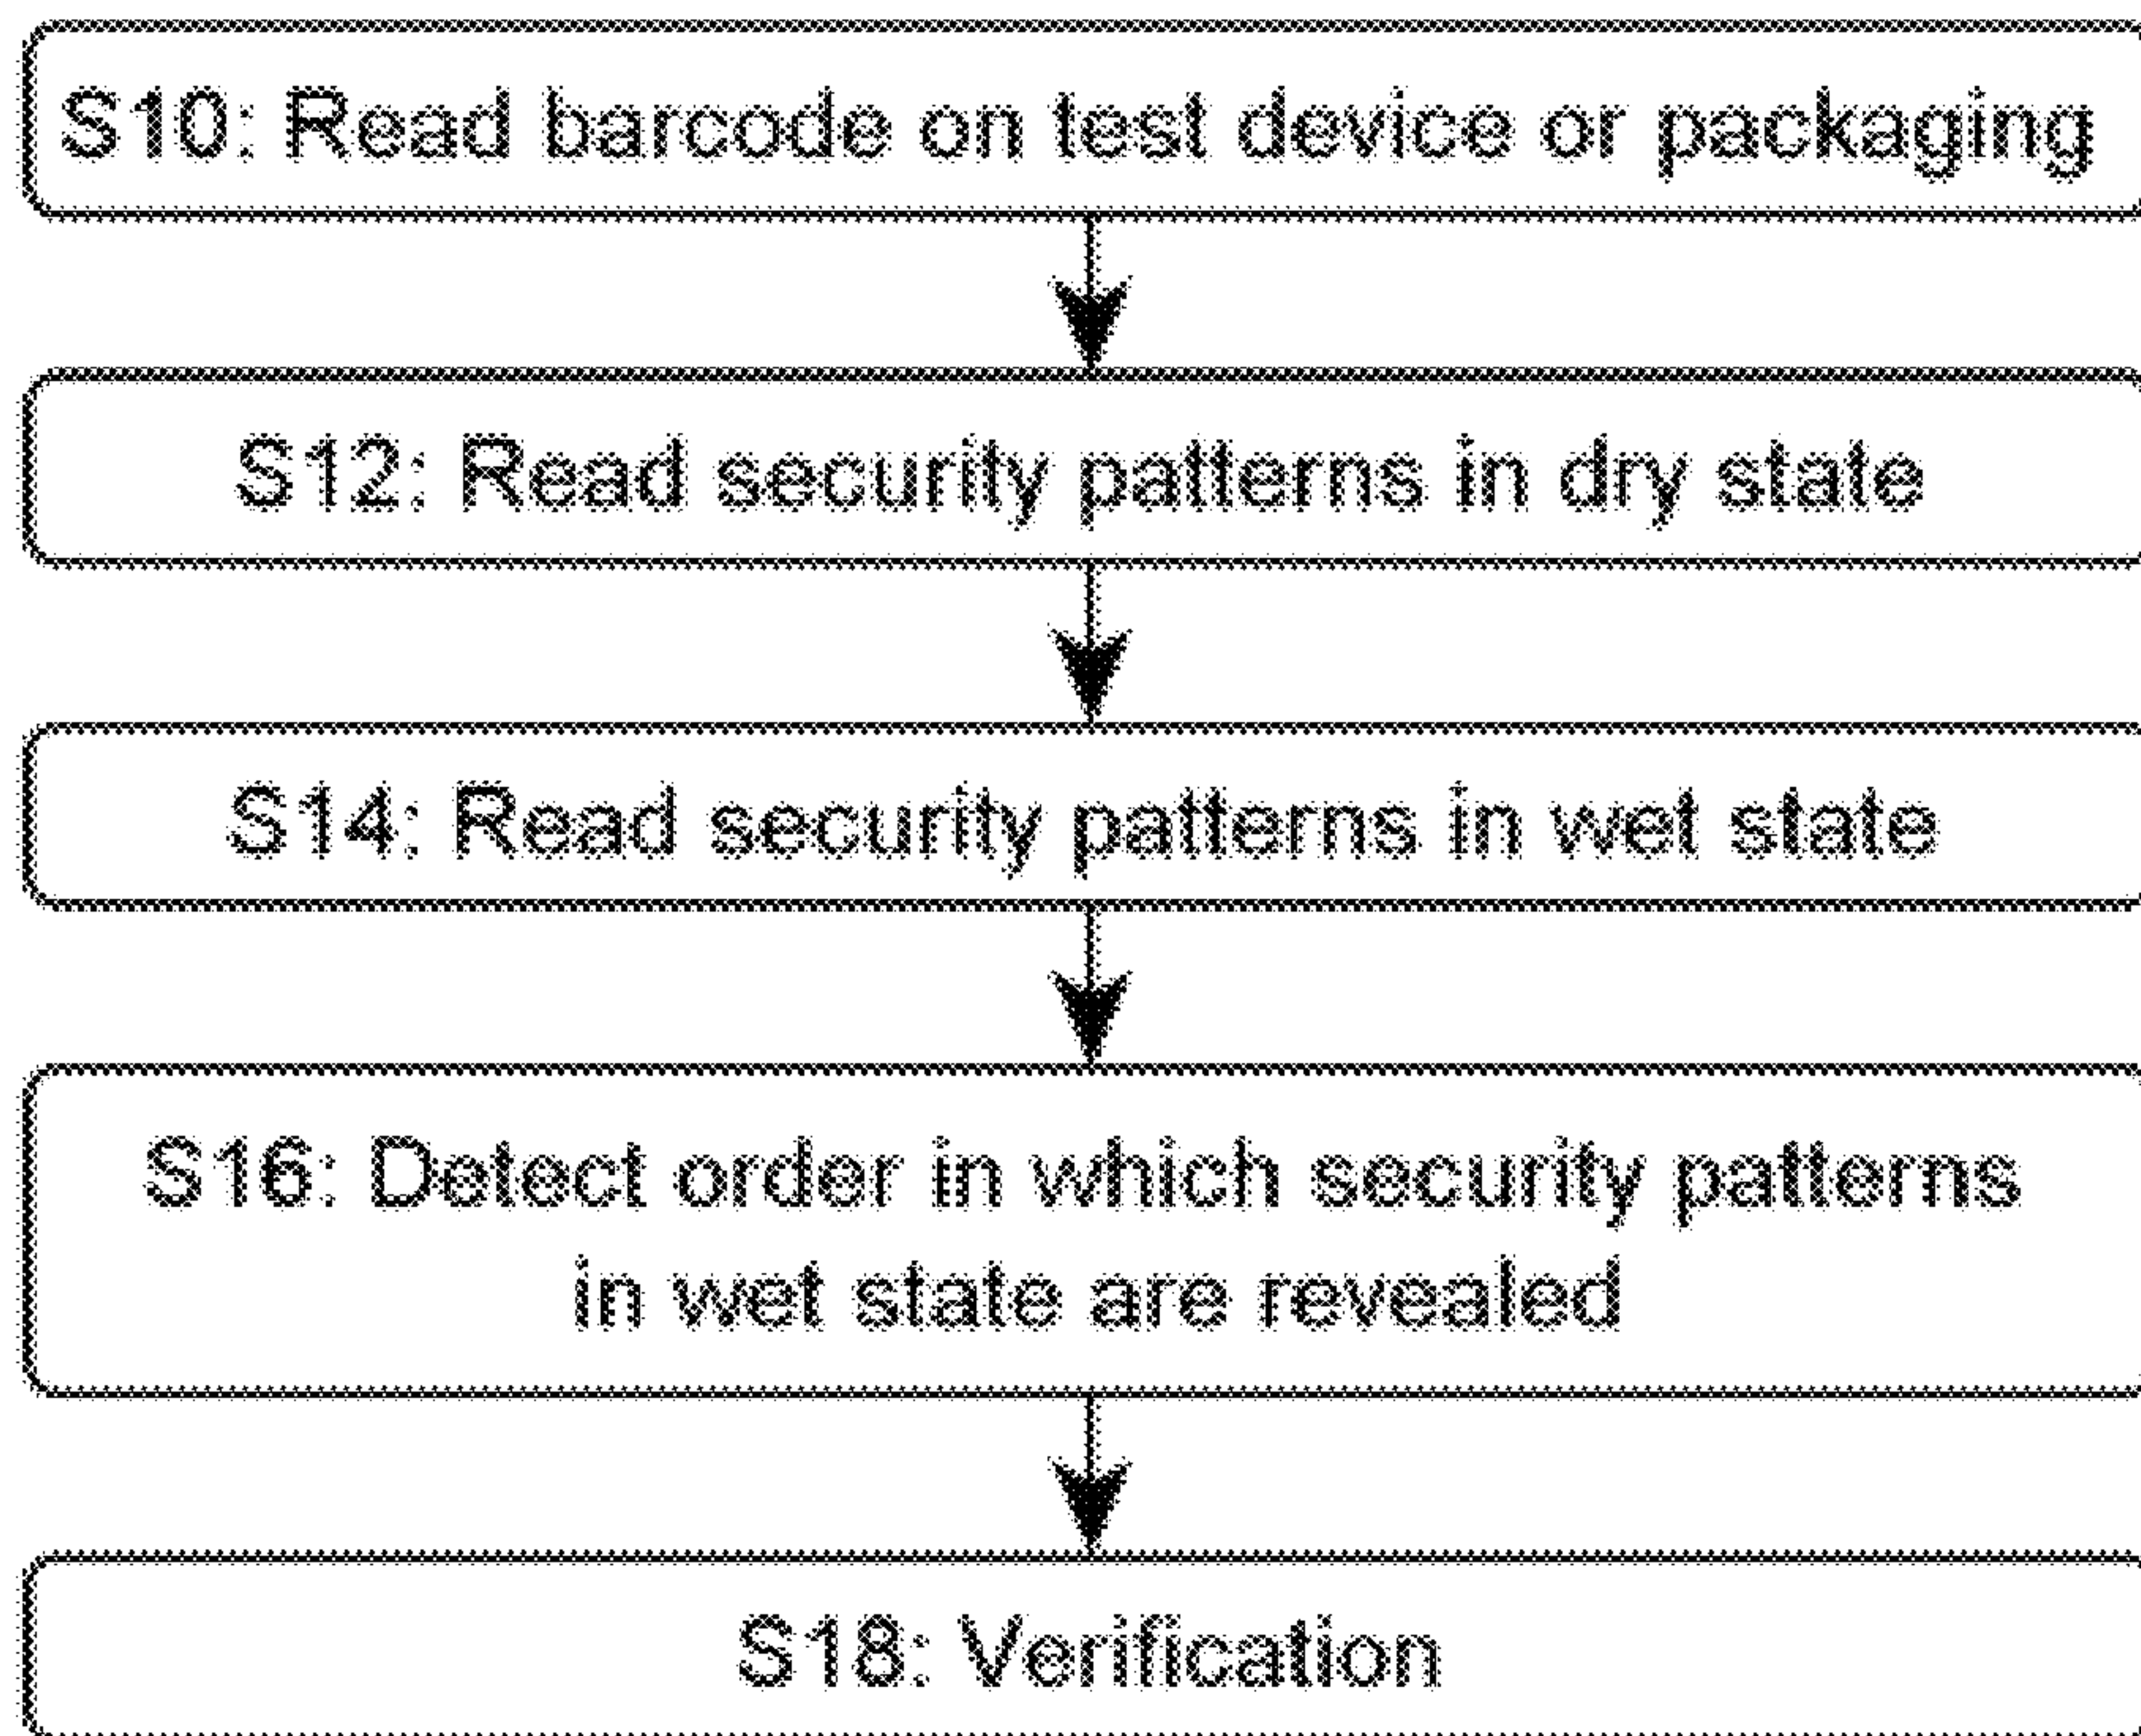 S10: Read barcode on test device or packaging
S12: Read security patterns in dry state
S14: Read security patterns in wet state
S16: Detect order in which security patterns
in wet state are revealed
S18: Verification